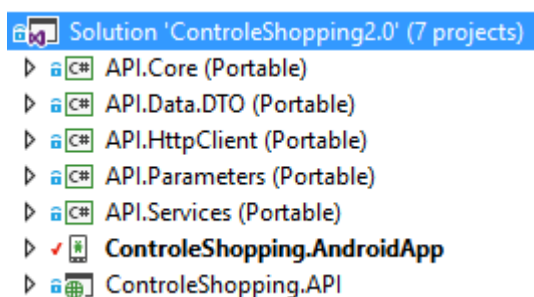 Solution 'ControleShopping2.0' (7 projects)
C# API.Core (Portable)
C# API.Data.DTO (Portable)
C# API.HttpClient (Portable)
C# API.Parameters (Portable)
C# API.Services (Portable)
ControleShopping.AndroidApp
ControleShopping.API